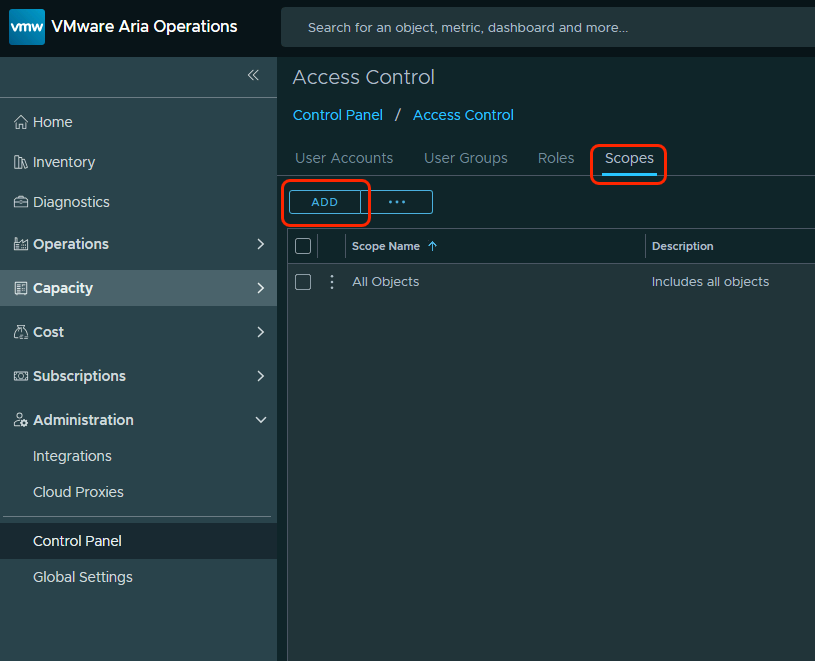 vmw VMware Aria Operations
Search for an object, metric, dashboard and more...
Home
Inventory
Diagnostics
Operations
Capacity
Cost
Subscriptions
Administration
Integrations
Cloud Proxies
Control Panel
Global Settings
Access Control
Control Panel / Access Control
User Accounts User Groups Roles Scopes
ADD ...
Scope Name Description
All Objects Includes all objects